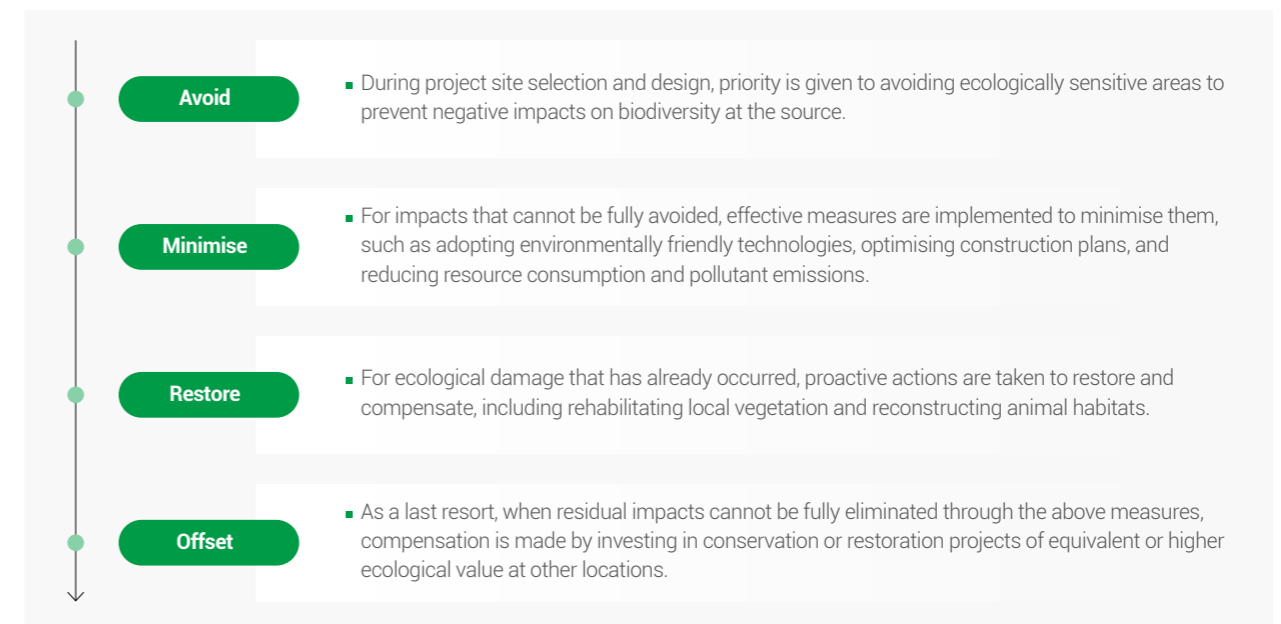 Avoid
▪ During project site selection and design, priority is given to avoiding ecologically sensitive areas to
prevent negative impacts on biodiversity at the source.
Minimise
▪ For impacts that cannot be fully avoided, effective measures are implemented to minimise them,
such as adopting environmentally friendly technologies, optimising construction plans, and
reducing resource consumption and pollutant emissions.
Restore
▪ For ecological damage that has already occurred, proactive actions are taken to restore and
compensate, including rehabilitating local vegetation and reconstructing animal habitats.
Offset
▪ As a last resort, when residual impacts cannot be fully eliminated through the above measures,
compensation is made by investing in conservation or restoration projects of equivalent or higher
ecological value at other locations.